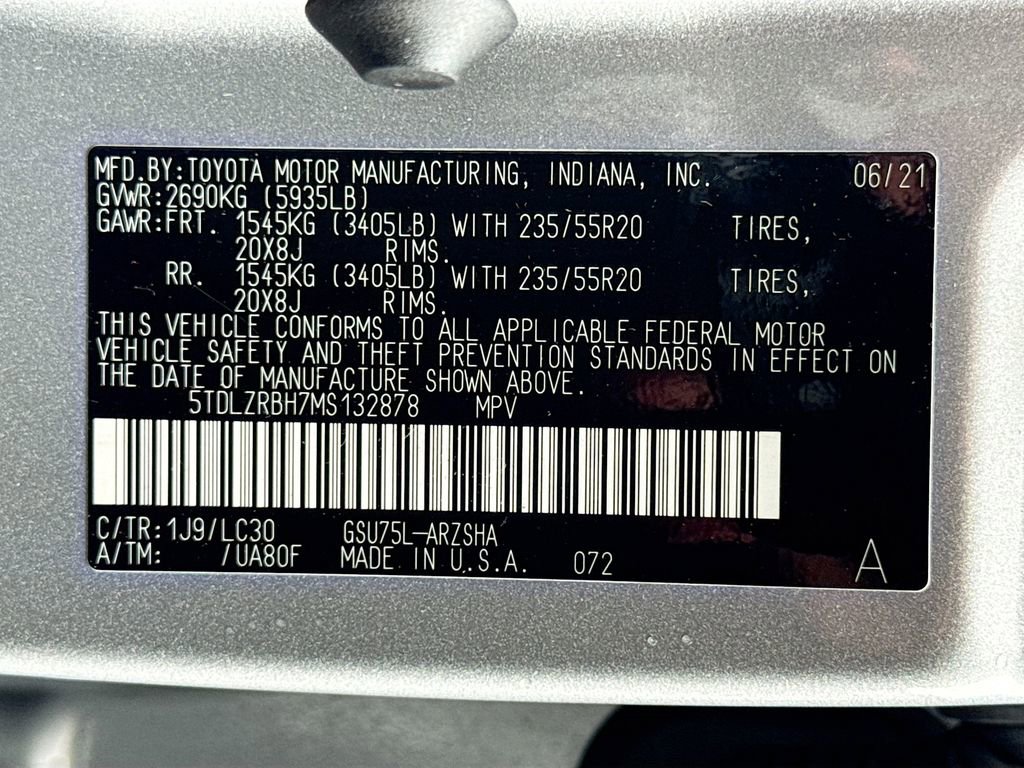 MFD.BY:TOYOTA MOTOR MANUFACTURING, INDIANA, INC. 06/21
GVWR:2690KG (5935LB)
GAWR:FRT. 1545KG (3405LB) WITH 235/55R20 TIRES,
20X8J RIMS.
RR. 1545KG (3405LB) WITH 235/55R20 TIRES,
20X8J RIMS.
THIS VEHICLE CONFORMS TO ALL APPLICABLE FEDERAL MOTOR
VEHICLE SAFETY AND THEFT PREVENTION STANDARDS IN EFFECT ON
THE DATE OF MANUFACTURE SHOWN ABOVE.
5TDLZRBH7MS132878 MPV
C/TR:1J9/LC30 GSU75L-ARZSHA
A/TM: /UA80F MADE IN U.S.A. 072 A